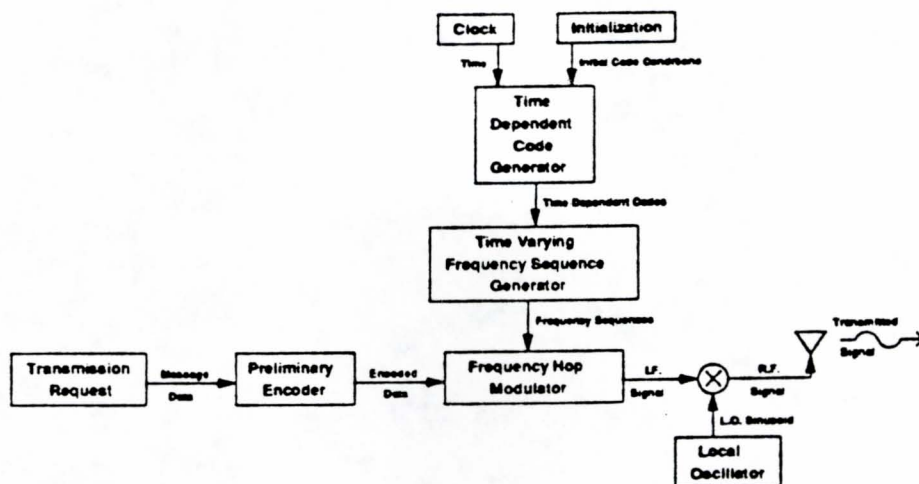 Clock
Initialization
Time
Initial Code Conditions
Time
Dependent
Code
Generator
Time Dependent Codes
Time Varying
Frequency Sequence
Generator
Frequency Sequences
Transmission
Request
Message
Data
Preliminary
Encoder
Encoded
Data
Frequency Hop
Modulator
I.F.
Signal
R.F.
Signal
Transmitted
Signal
L.O. Sinusoid
Local
Oscillator